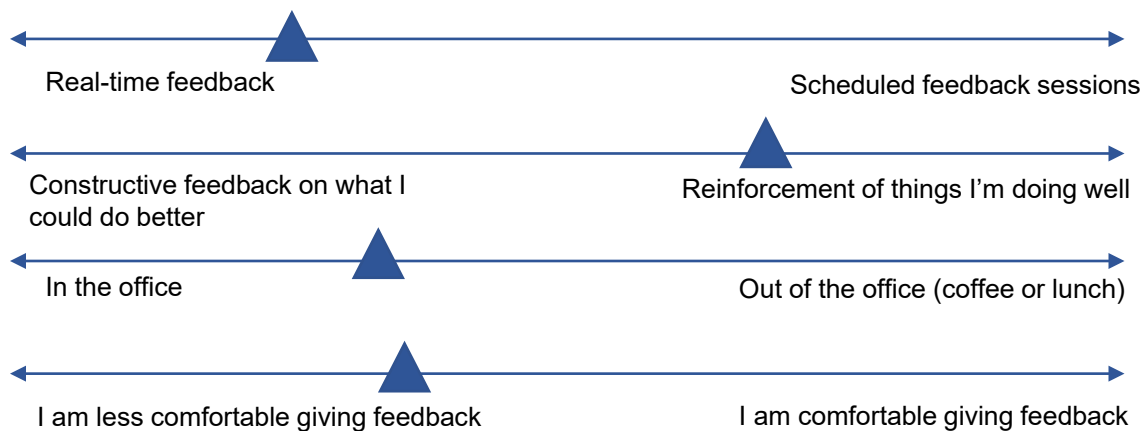 Real-time feedback
Scheduled feedback sessions
Constructive feedback on what I
could do better
Reinforcement of things I'm doing well
In the office
Out of the office (coffee or lunch)
I am less comfortable giving feedback
I am comfortable giving feedback